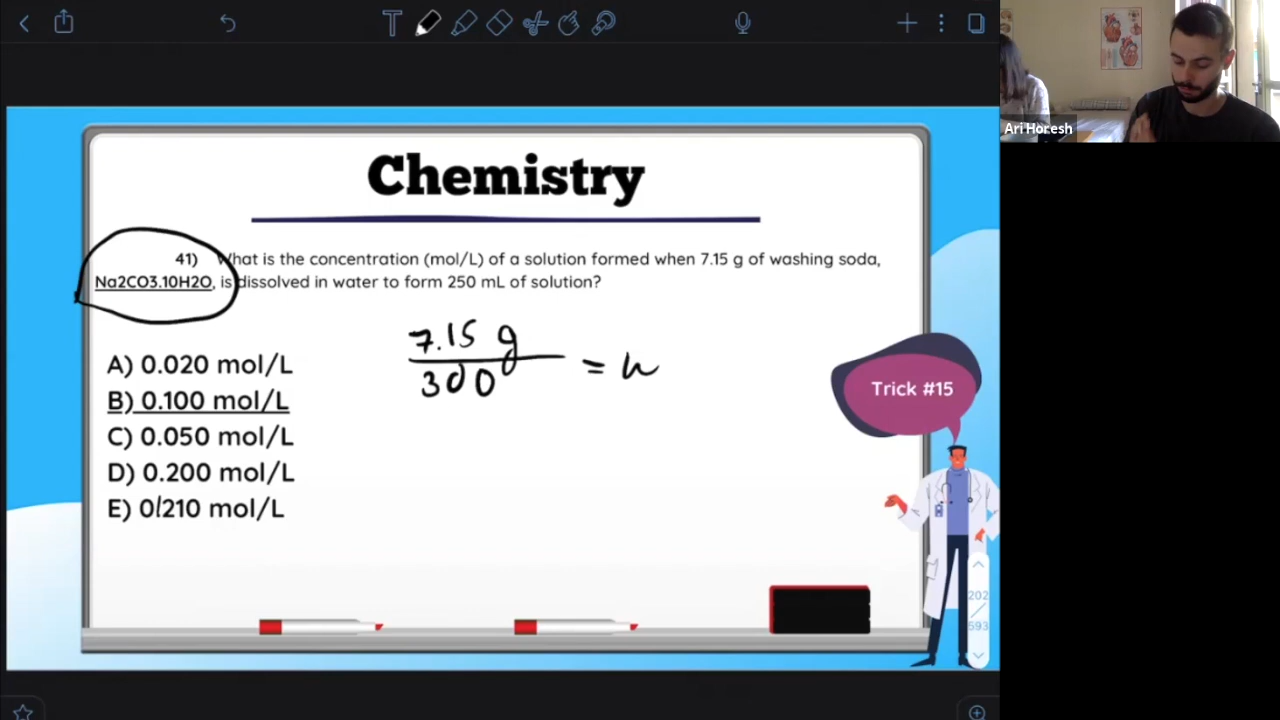 T
Ari Horesh
Chemistry
41) What is the concentration (mol/L) of a solution formed when 7.15 g of washing soda,
Na2CO3.10H2O, is dissolved in water to form 250 mL of solution?
7.15 g
300
= n
A) 0.020 mol/L
B) 0.100 mol/L
C) 0.050 mol/L
D) 0.200 mol/L
E) 0/210 mol/L
Trick #15
202
593